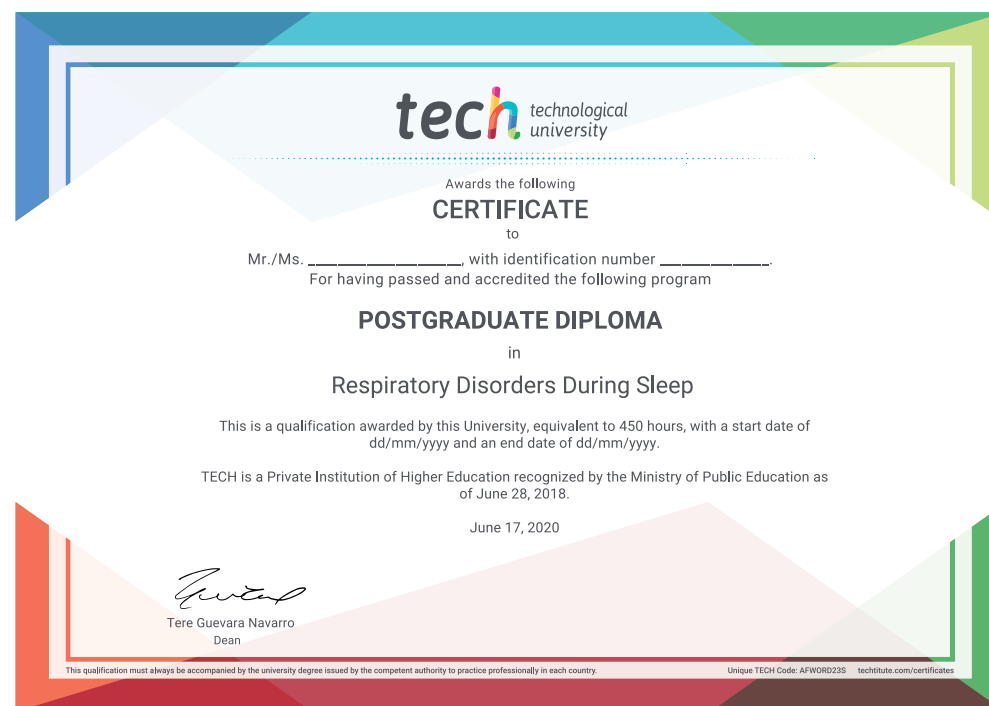 tech technological
university
Awards the following
CERTIFICATE
to
Mr./Ms. ____________________, with identification number ______________.
For having passed and accredited the following program
POSTGRADUATE DIPLOMA
in
Respiratory Disorders During Sleep
This is a qualification awarded by this University, equivalent to 450 hours, with a start date of
dd/mm/yyyy and an end date of dd/mm/yyyy.
TECH is a Private Institution of Higher Education recognized by the Ministry of Public Education as
of June 28, 2018.
June 17, 2020
Tere Guevara Navarro
Dean
This qualification must always be accompanied by the university degree issued by the competent authority to practice professionally in each country.
Unique TECH Code: AFWORD23S techtitute.com/certificates